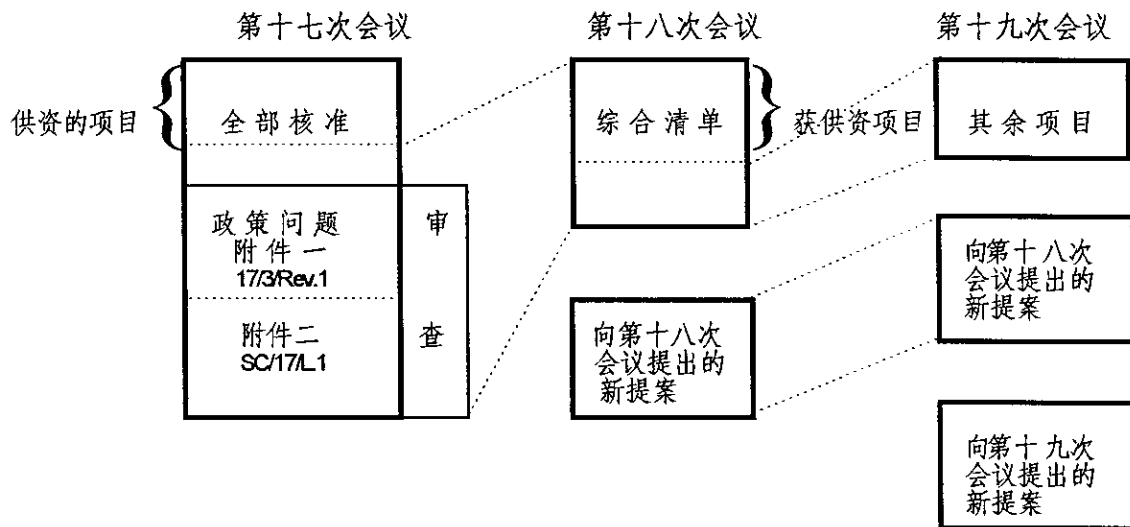 第十七次会议
第十八次会议
第十九次会议
供资的项目
全部核准
政策问题
附件一
17/3/Rev.1
附件二
SC/17/L.1
审
查
综合清单
获供资项目
向第十八次
会议提出的
新提案
其余项目
向第十八次
会议提出的
新提案
向第十九次
会议提出的
新提案